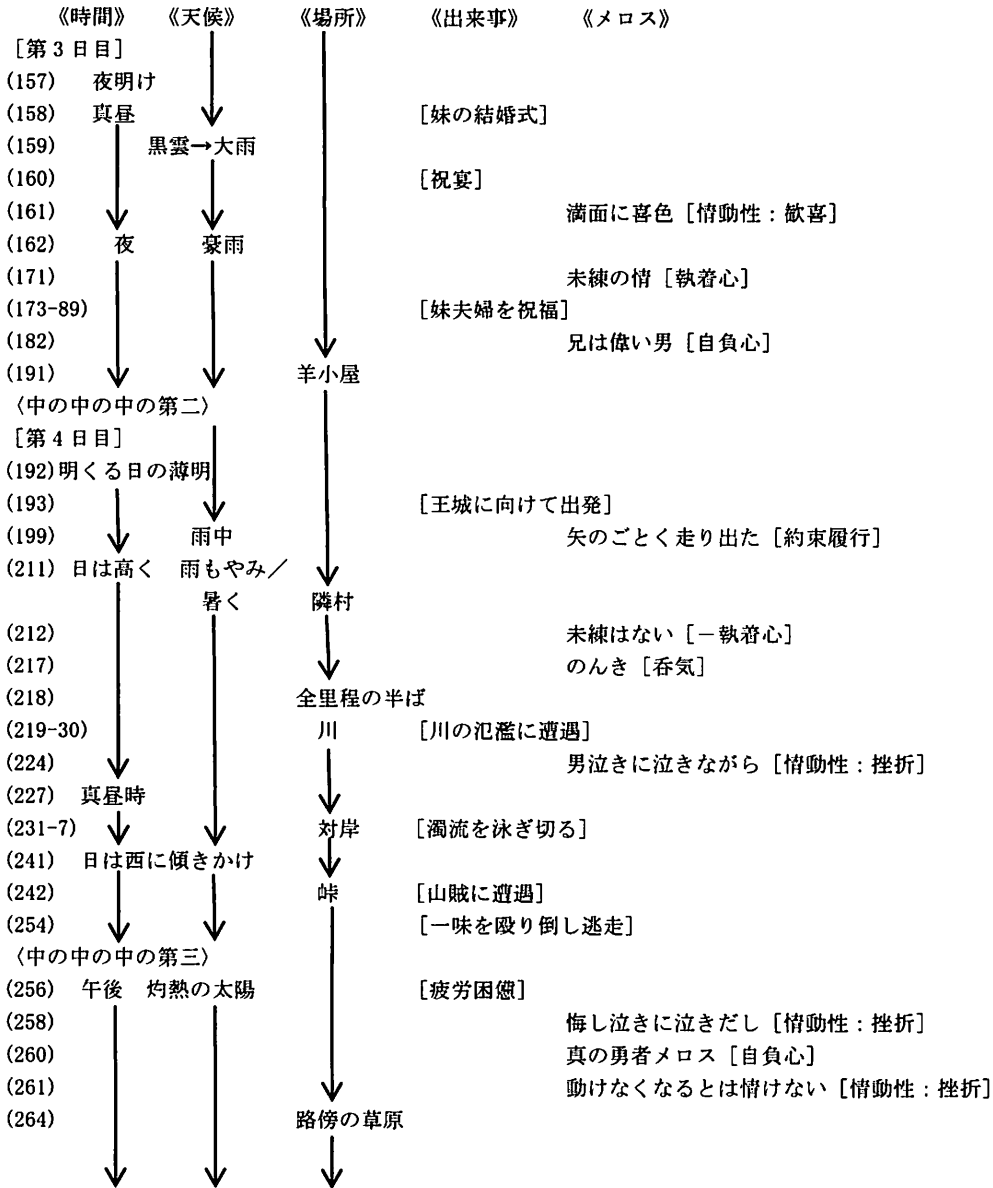 《時間》 《天候》 《場所》 《出来事》 《メロス》
［第3日目］
(157) 夜明け
(158) 真昼 ［妹の結婚式］
(159) 黒雲→大雨
(160) ［祝宴］
(161) 満面に喜色［情動性：歓喜］
(162) 夜 豪雨
(171) 未練の情［執着心］
(173-89) ［妹夫婦を祝福］
(182) 兄は偉い男［自負心］
(191) 羊小屋
〈中の中の中の第二〉
［第4日目］
(192)明くる日の薄明
(193) ［王城に向けて出発］
(199) 雨中 矢のごとく走り出た［約束履行］
(211) 日は高く 雨もやみ／
暑く 隣村
(212) 未練はない［－執着心］
(217) のんき［呑気］
(218) 全里程の半ば
(219-30) 川 ［川の氾濫に遭遇］
(224) 男泣きに泣きながら［情動性：挫折］
(227) 真昼時
(231-7) 対岸 ［濁流を泳ぎ切る］
(241) 日は西に傾きかけ
(242) 峠 ［山賊に遭遇］
(254) ［一味を殴り倒し逃走］
〈中の中の中の第三〉
(256) 午後 灼熱の太陽 ［疲労困憊］
(258) 悔し泣きに泣きだし［情動性：挫折］
(260) 真の勇者メロス［自負心］
(261) 動けなくなるとは情けない［情動性：挫折］
(264) 路傍の草原